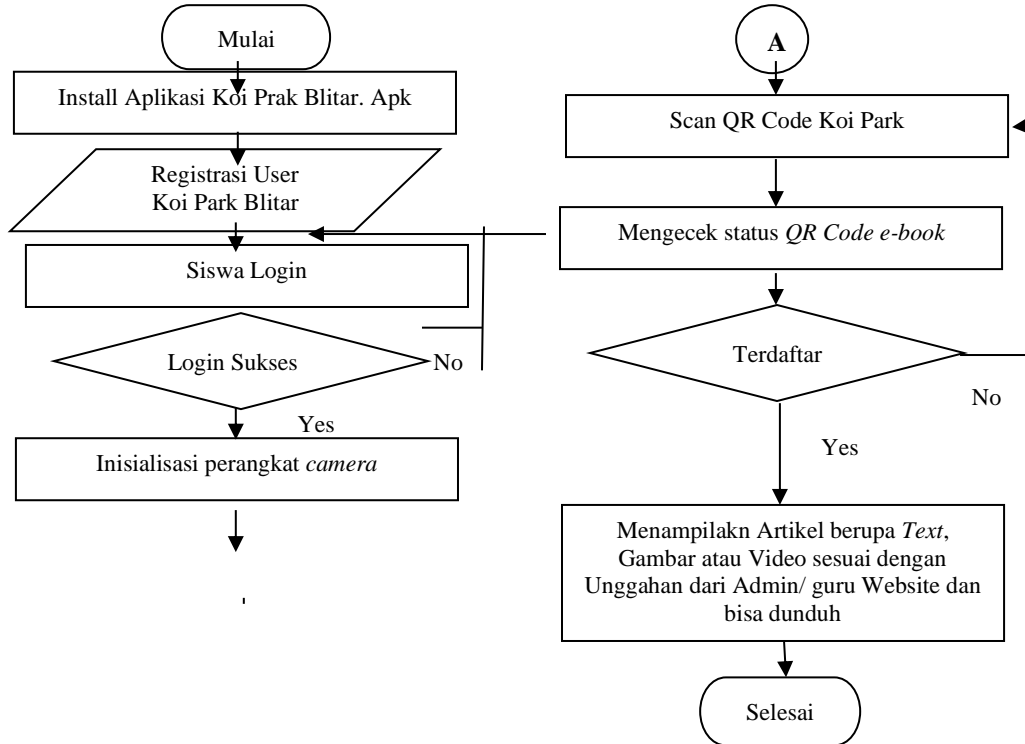 Mulai
Install Aplikasi Koi Prak Blitar. Apk
Registrasi User
Koi Park Blitar
Siswa Login
Login Sukses
No
Yes
Inisialisasi perangkat camera
A
Scan QR Code Koi Park
Mengecek status QR Code e-book
Terdaftar
No
Yes
Menampilakn Artikel berupa Text,
Gambar atau Video sesuai dengan
Unggahan dari Admin/ guru Website dan
bisa dunduh
Selesai